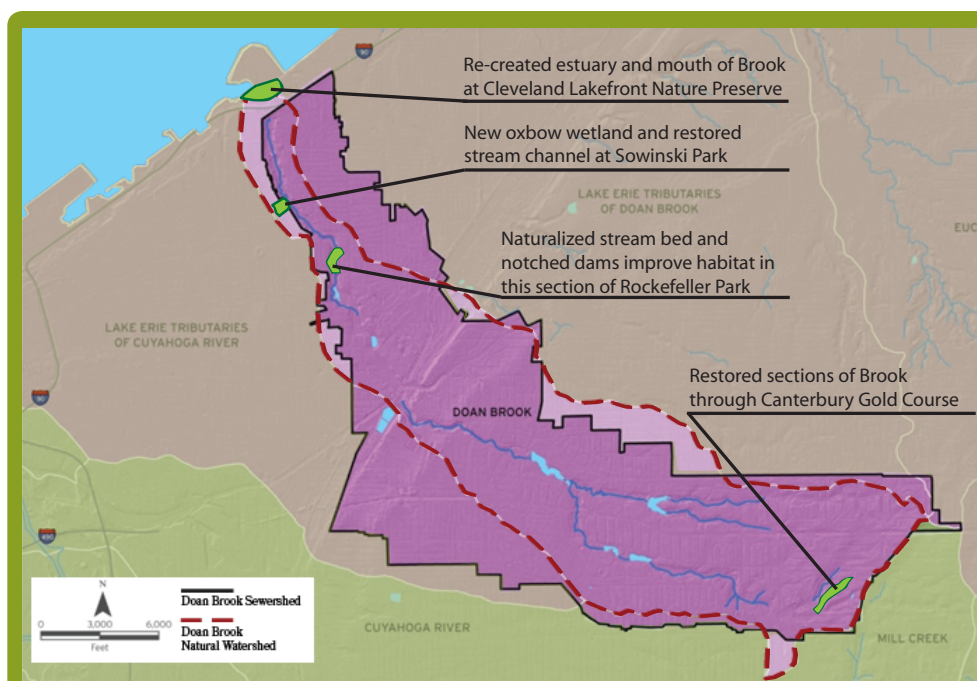 90
Re-created estuary and mouth of Brook
at Cleveland Lakefront Nature Preserve
New oxbow wetland and restored
stream channel at Sowinski Park
LAKE ERIE TRIBUTARIES
OF DOAN BROOK
EUC
Naturalized stream bed and
notched dams improve habitat in
this section of Rockefeller Park
LAKE ERIE TRIBUTARIES
OF CUYAHOGA RIVER
90
Restored sections of Brook
through Canterbury Gold Course
DOAN BROOK
490
N
0 3,000 6,000
Feet
Doan Brook Sewershed
Doan Brook
Natural Watershed
CUYAHOGA RIVER
MILL CREEK